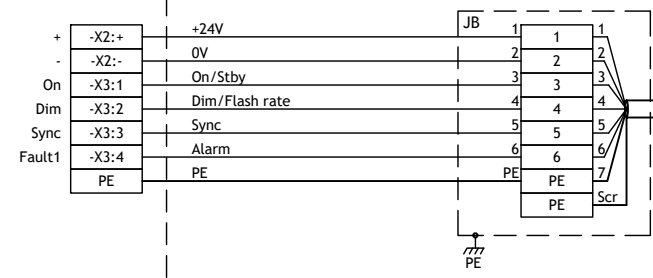 JB
+ -X2:+ +24V 1 1 1
- -X2:- 0V 2 2 2
On -X3:1 On/Stby 3 3 3
Dim -X3:2 Dim/Flash rate 4 4 4
Sync -X3:3 Sync 5 5 5
Fault1 -X3:4 Alarm 6 6 6
PE PE PE PE 7
PE Scr
PE